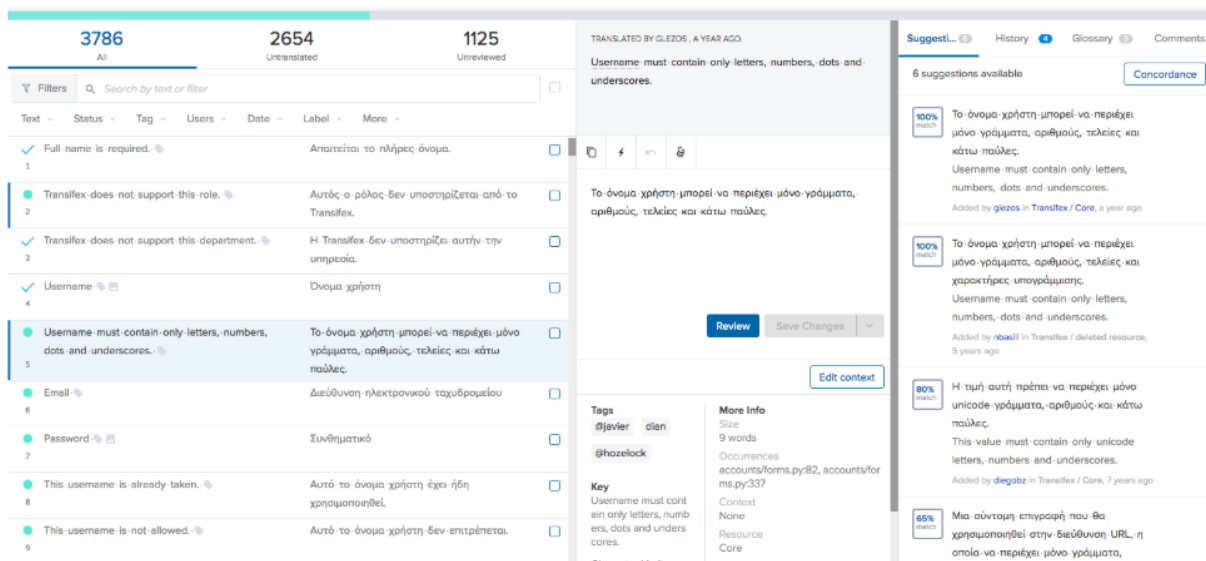 3786
All
2654
Untranslated
1125
Unreviewed
Filters
Search by text or filter
Text
Status
Tag
Users
Date
Label
More
Full name is required.
Απαιτείται το πλήρες όνομα.
1
Transifex does not support this role.
Αυτός ο ρόλος δεν υποστηρίζεται από το
Transifex.
2
Transifex does not support this department.
Η Transifex δεν υποστηρίζει αυτήν την
υπηρεσία.
3
Username
Όνομα χρήστη
4
Username must contain only letters, numbers,
dots and underscores.
Το όνομα χρήστη μπορεί να περιέχει μόνο
γράμματα, αριθμούς, τελείες και κάτω
παύλες.
5
Email
Διεύθυνση ηλεκτρονικού ταχυδρομείου
6
Password
Συνθηματικό
7
This username is already taken.
Αυτό το όνομα χρήστη έχει ήδη
χρησιμοποιηθεί.
8
This username is not allowed.
Αυτό το όνομα χρήστη δεν επιτρέπεται.
9
TRANSLATED BY GLEZOS , A YEAR AGO.
Username must contain only letters, numbers, dots and
underscores.
Το όνομα χρήστη μπορεί να περιέχει μόνο γράμματα,
αριθμούς, τελείες και κάτω παύλες.
Review
Save Changes
Edit context
Tags
@javier dian
@hozelock
Key
Username must cont
ain only letters, numb
ers, dots and unders
cores.
More Info
Size
9 words
Occurrences
accounts/forms.py:82, accounts/for
ms.py:337
Context
None
Resource
Core
Suggesti... 6
History 4
Glossary 3
Comments
6 suggestions available
Concordance
100%
match
Το όνομα χρήστη μπορεί να περιέχει
μόνο γράμματα, αριθμούς, τελείες και
κάτω παύλες.
Username must contain only letters,
numbers, dots and underscores.
Added by glezos in Transifex / Core, a year ago
100%
match
Το όνομα χρήστη μπορεί να περιέχει
μόνο γράμματα, αριθμούς, τελείες και
χαρακτήρες υπογράμμισης.
Username must contain only letters,
numbers, dots and underscores.
Added by nbasili in Transifex / deleted resource,
5 years ago
80%
match
Η τιμή αυτή πρέπει να περιέχει μόνο
unicode γράμματα, αριθμούς και κάτω
παύλες.
This value must contain only unicode
letters, numbers and underscores.
Added by diegobz in Transifex / Core, 7 years ago
65%
match
Μια σύντομη επιγραφή που θα
χρησιμοποιηθεί στην διεύθυνση URL, η
οποία να περιέχει μόνο γράμματα,